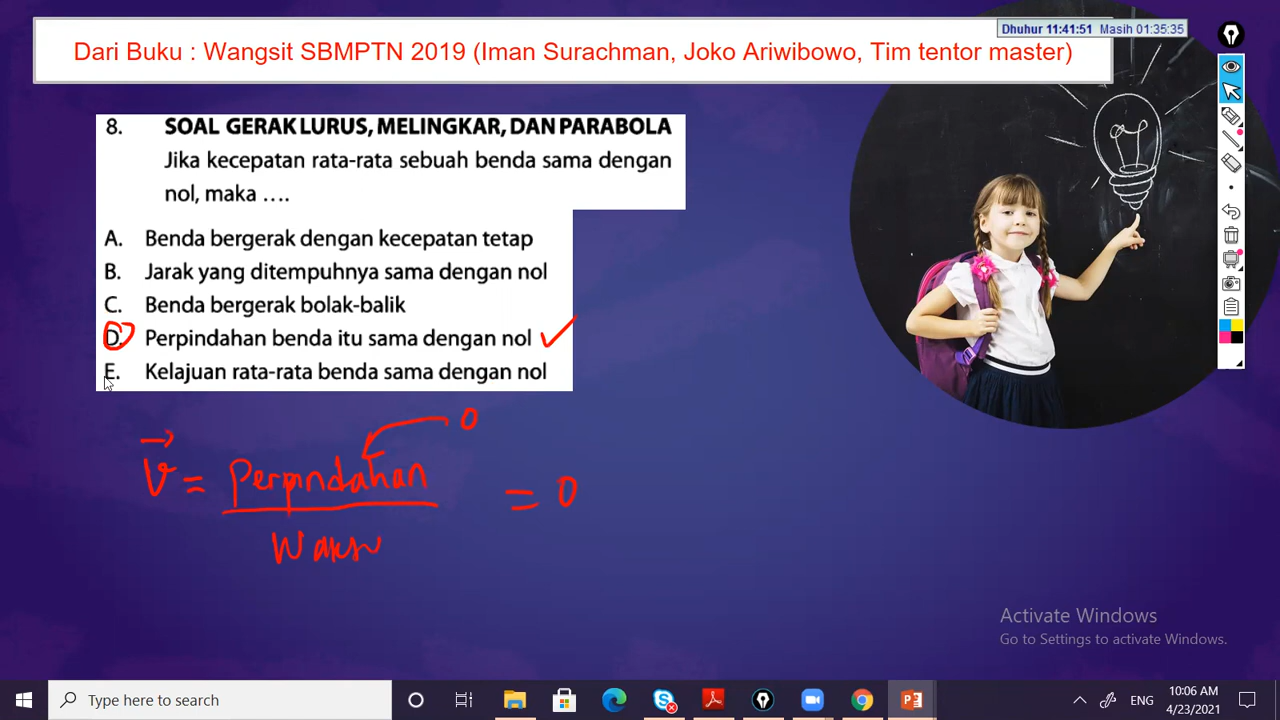 Dhuhur 11:41:51 Masih 01:35:35
Dari Buku : Wangsit SBMPTN 2019 (Iman Surachman, Joko Ariwibowo, Tim tentor master)
8. SOAL GERAK LURUS, MELINGKAR, DAN PARABOLA
Jika kecepatan rata-rata sebuah benda sama dengan
nol, maka ....
A. Benda bergerak dengan kecepatan tetap
B. Jarak yang ditempuhnya sama dengan nol
C. Benda bergerak bolak-balik
D. Perpindahan benda itu sama dengan nol
E. Kelajuan rata-rata benda sama dengan nol
0
v = Perpindahan = 0
Activate Windows
Go to Settings to activate Windows.
Type here to search
ENG
10:06 AM
4/23/2021